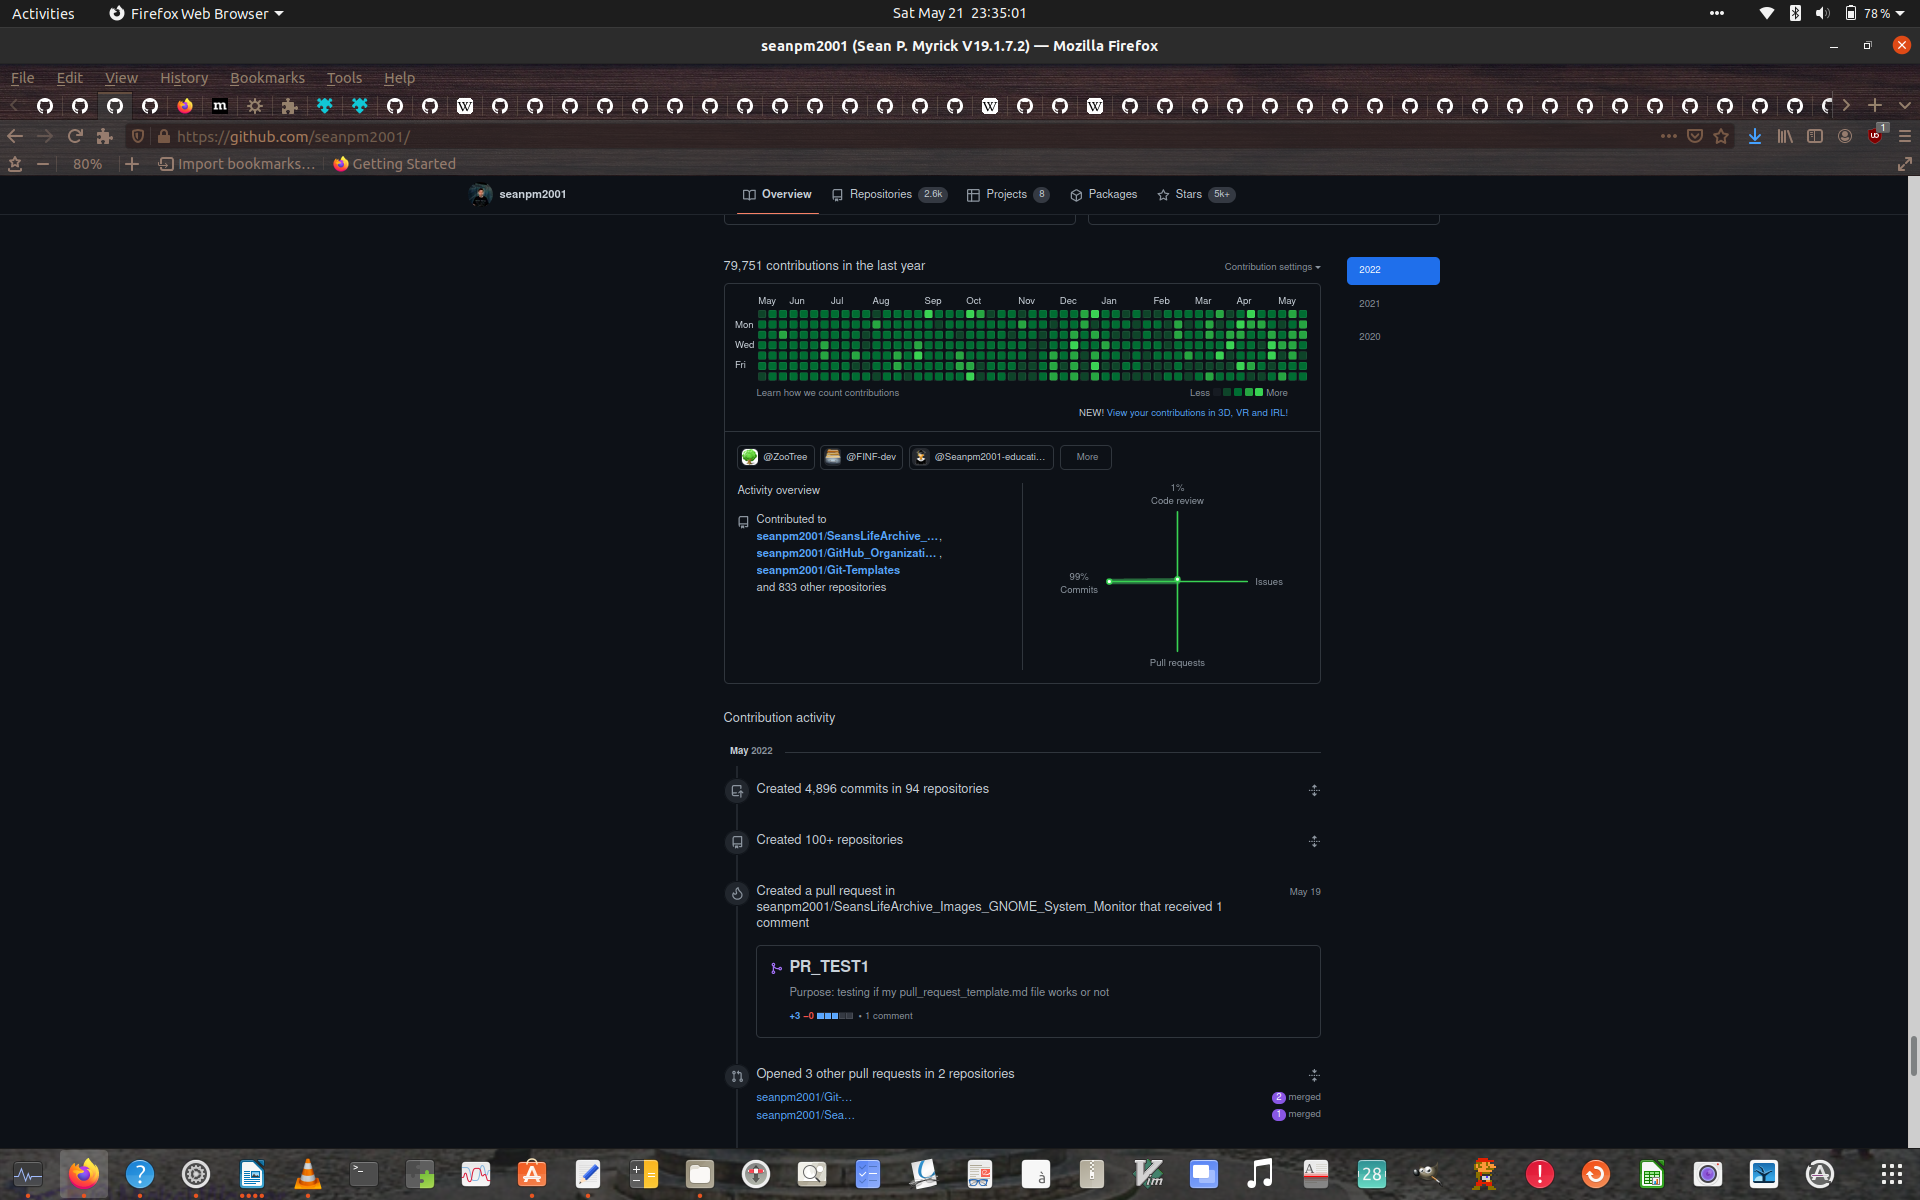 Activities
Firefox Web Browser
Sat May 21 23:35:01
78 %
seanpm2001 (Sean P. Myrick V19.1.7.2) — Mozilla Firefox
File Edit View History Bookmarks Tools Help
https://github.com/seanpm2001/
1
80%
Import bookmarks...
Getting Started
seanpm2001
Overview
Repositories 2.6k
Projects 8
Packages
Stars 5k+
79,751 contributions in the last year
Contribution settings
2022
2021
2020
May Jun Jul Aug Sep Oct Nov Dec Jan Feb Mar Apr May
Mon
Wed
Fri
Learn how we count contributions
Less More
NEW! View your contributions in 3D, VR and IRL!
@ZooTree
@FINF-dev
@Seanpm2001-educati...
More
Activity overview
Contributed to
seanpm2001/SeansLifeArchive_... ,
seanpm2001/GitHub_Organizati... ,
seanpm2001/Git-Templates
and 833 other repositories
1%
Code review
99%
Commits
Issues
Pull requests
Contribution activity
May 2022
Created 4,896 commits in 94 repositories
Created 100+ repositories
Created a pull request in
seanpm2001/SeansLifeArchive_Images_GNOME_System_Monitor that received 1
comment
May 19
PR_TEST1
Purpose: testing if my pull_request_template.md file works or not
+3 −0 • 1 comment
Opened 3 other pull requests in 2 repositories
seanpm2001/Git-...
2 merged
seanpm2001/Sea...
1 merged
28